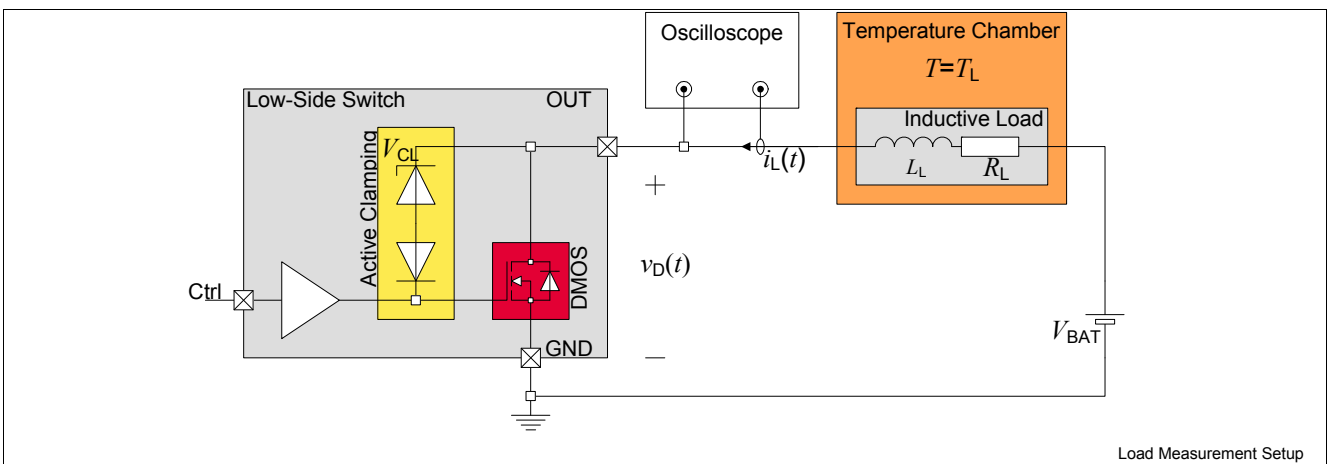 Oscilloscope
Temperature Chamber
T=TL
Low-Side Switch
OUT
Inductive Load
VCL
iL(t)
LL
RL
+
Active Clamping
vD(t)
DMOS
Ctrl
VBAT
GND
–
Load Measurement Setup